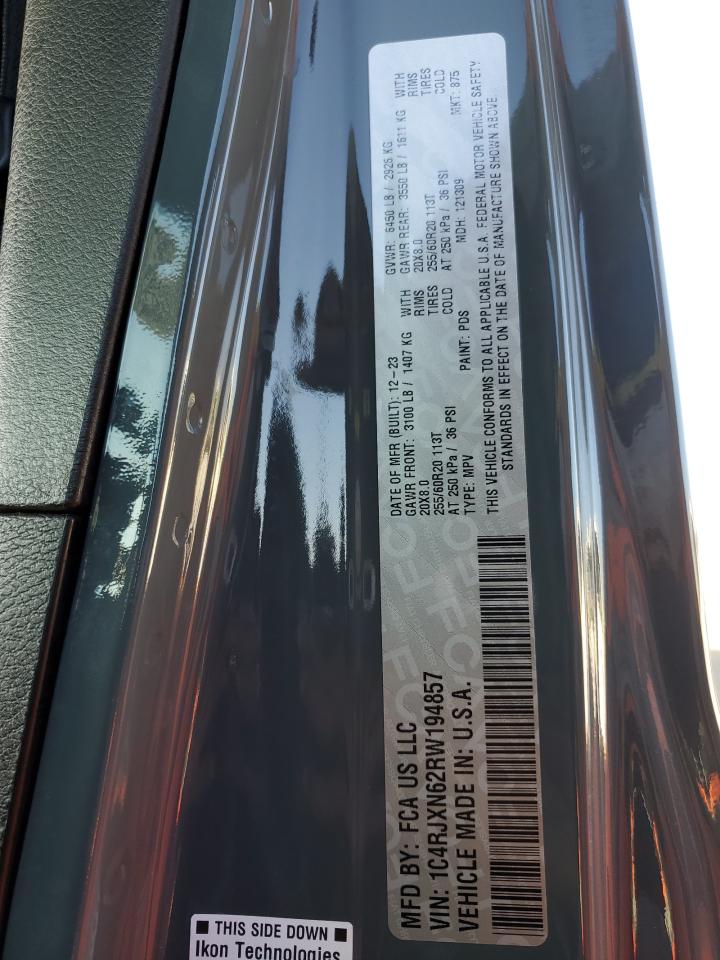 MFD BY: FCA US LLC
VIN: 1C4RJXN62RW194857
VEHICLE MADE IN: U.S.A.
DATE OF MFR (BUILT): 12-23 GVWR: 6450 LB / 2925 KG
GAWR FRONT: 3100 LB / 1407 KG WITH GAWR REAR: 3550 LB / 1611 KG WITH
20X8.0 RIMS 20X8.0 RIMS
255/60R20 113T TIRES 255/60R20 113T TIRES
AT 250 kPa / 36 PSI COLD AT 250 kPa / 36 PSI COLD
TYPE: MPV PAINT: PDS MDH: 121309 MKT: 875
THIS VEHICLE CONFORMS TO ALL APPLICABLE U.S.A. FEDERAL MOTOR VEHICLE SAFETY
STANDARDS IN EFFECT ON THE DATE OF MANUFACTURE SHOWN ABOVE.
■ THIS SIDE DOWN ■
Ikon Technologies